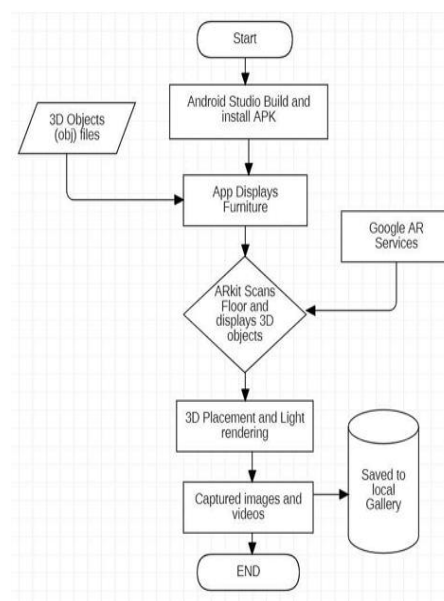 Start
Android Studio Build and
install APK
3D Objects
(obj) files
App Displays
Furniture
Google AR
Services
ARkit Scans
Floor and
displays 3D
objects
3D Placement and Light
rendering
Saved to
local
Gallery
Captured images and
videos
END